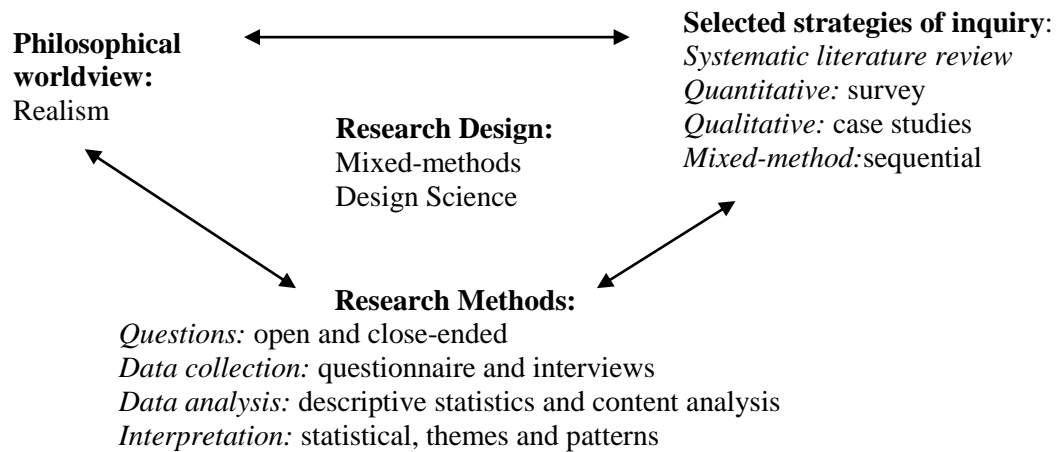 Philosophical
worldview:
Realism
Selected strategies of inquiry:
Systematic literature review
Quantitative: survey
Qualitative: case studies
Mixed-method:sequential
Research Design:
Mixed-methods
Design Science
Research Methods:
Questions: open and close-ended
Data collection: questionnaire and interviews
Data analysis: descriptive statistics and content analysis
Interpretation: statistical, themes and patterns